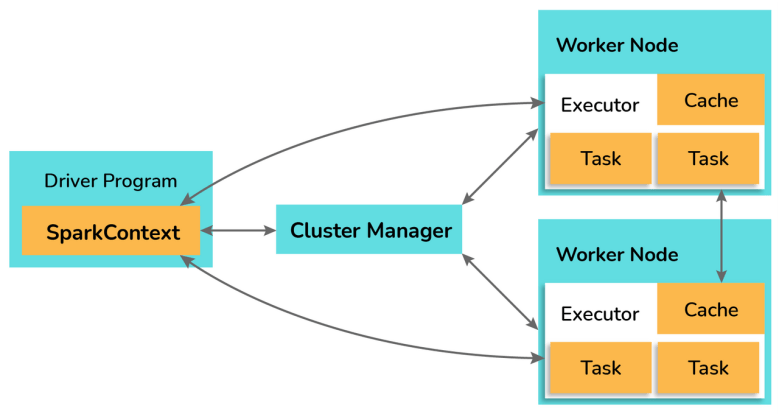 Driver Program
SparkContext
Cluster Manager
Worker Node
Executor
Cache
Task
Task
Worker Node
Executor
Cache
Task
Task